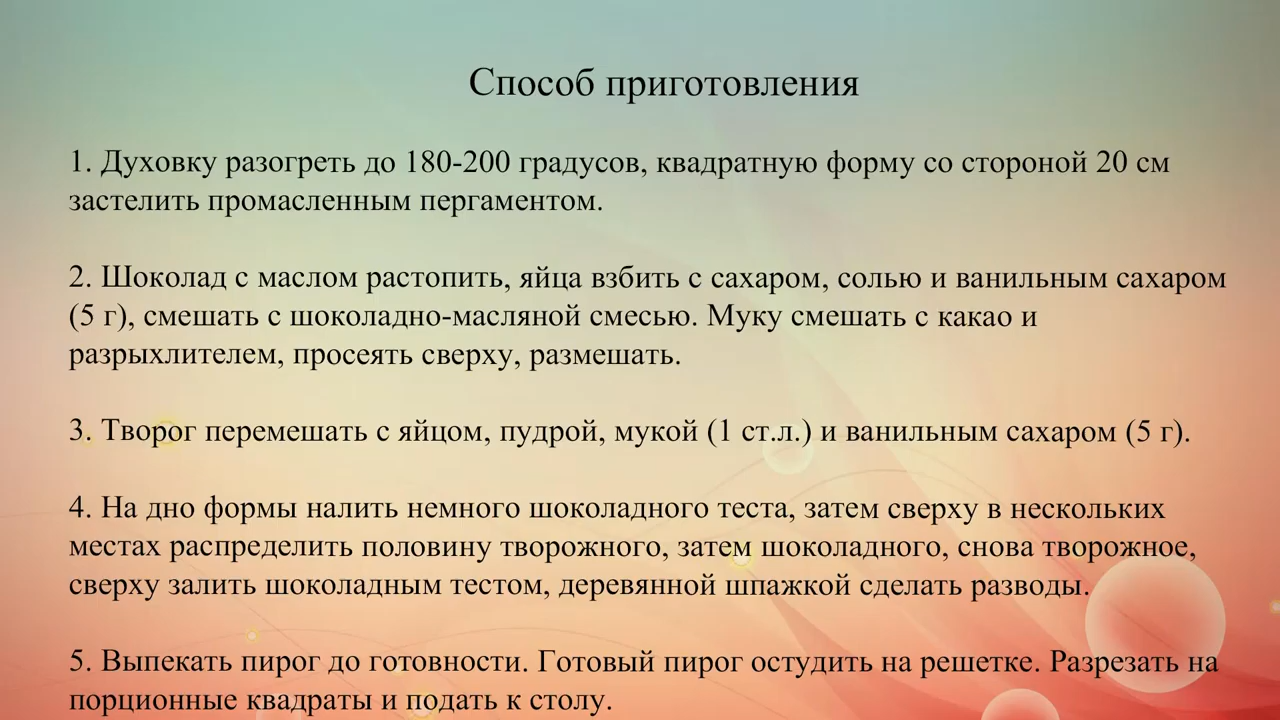 Способ приготовления
1. Духовку разогреть до 180-200 градусов, квадратную форму со стороной 20 см
застелить промасленным пергаментом.
2. Шоколад с маслом растопить, яйца взбить с сахаром, солью и ванильным сахаром
(5 г), смешать с шоколадно-масляной смесью. Муку смешать с какао и
разрыхлителем, просеять сверху, размешать.
3. Творог перемешать с яйцом, пудрой, мукой (1 ст.л.) и ванильным сахаром (5 г).
4. На дно формы налить немного шоколадного теста, затем сверху в нескольких
местах распределить половину творожного, затем шоколадного, снова творожное,
сверху залить шоколадным тестом, деревянной шпажкой сделать разводы.
5. Выпекать пирог до готовности. Готовый пирог остудить на решетке. Разрезать на
порционные квадраты и подать к столу.